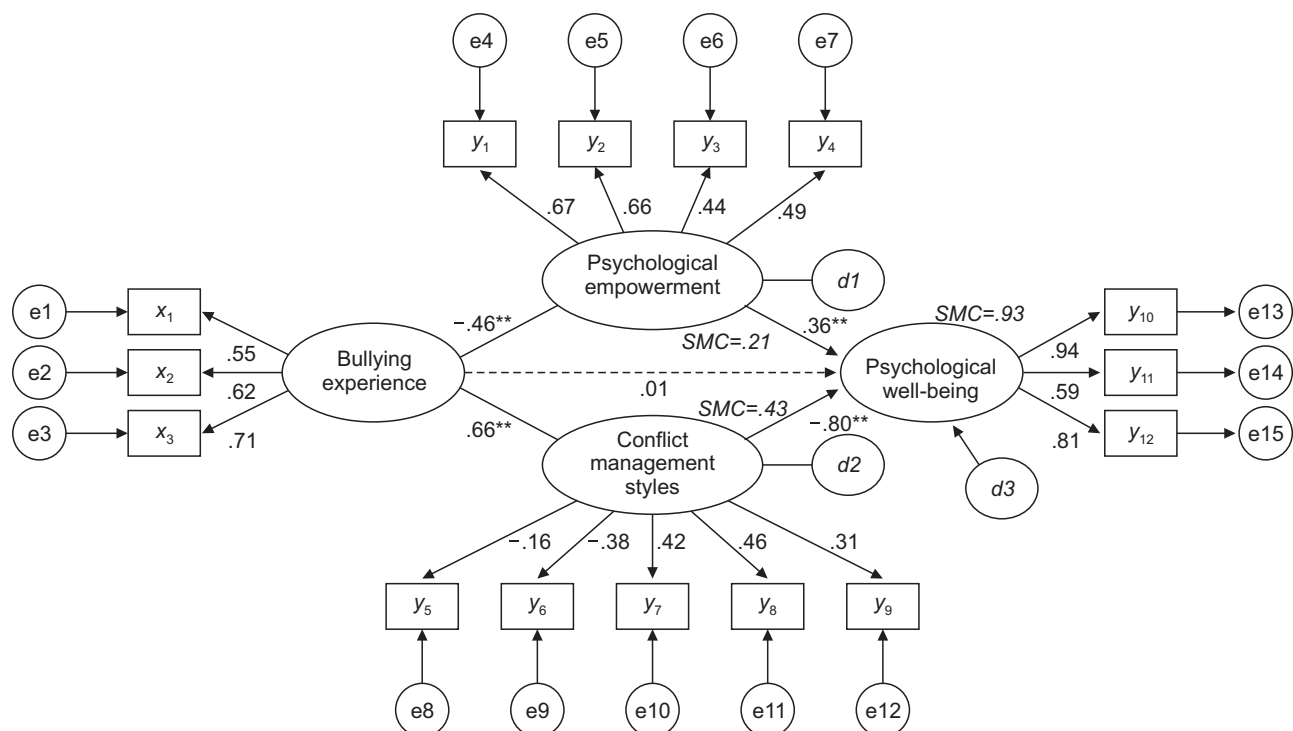 e4 e5 e6 e7
y1 y2 y3 y4
.67 .66 .44 .49
Psychological
empowerment
d1
e1 x1
e2 x2
e3 x3
.55
.62
.71
Bullying
experience
−.46**
SMC=.21
.36**
.01
.66**
SMC=.43
−.80**
Conflict
management
styles
d2
SMC=.93
Psychological
well-being
d3
.94
.59
.81
y10 e13
y11 e14
y12 e15
−.16 −.38 .42 .46 .31
y5 y6 y7 y8 y9
e8 e9 e10 e11 e12